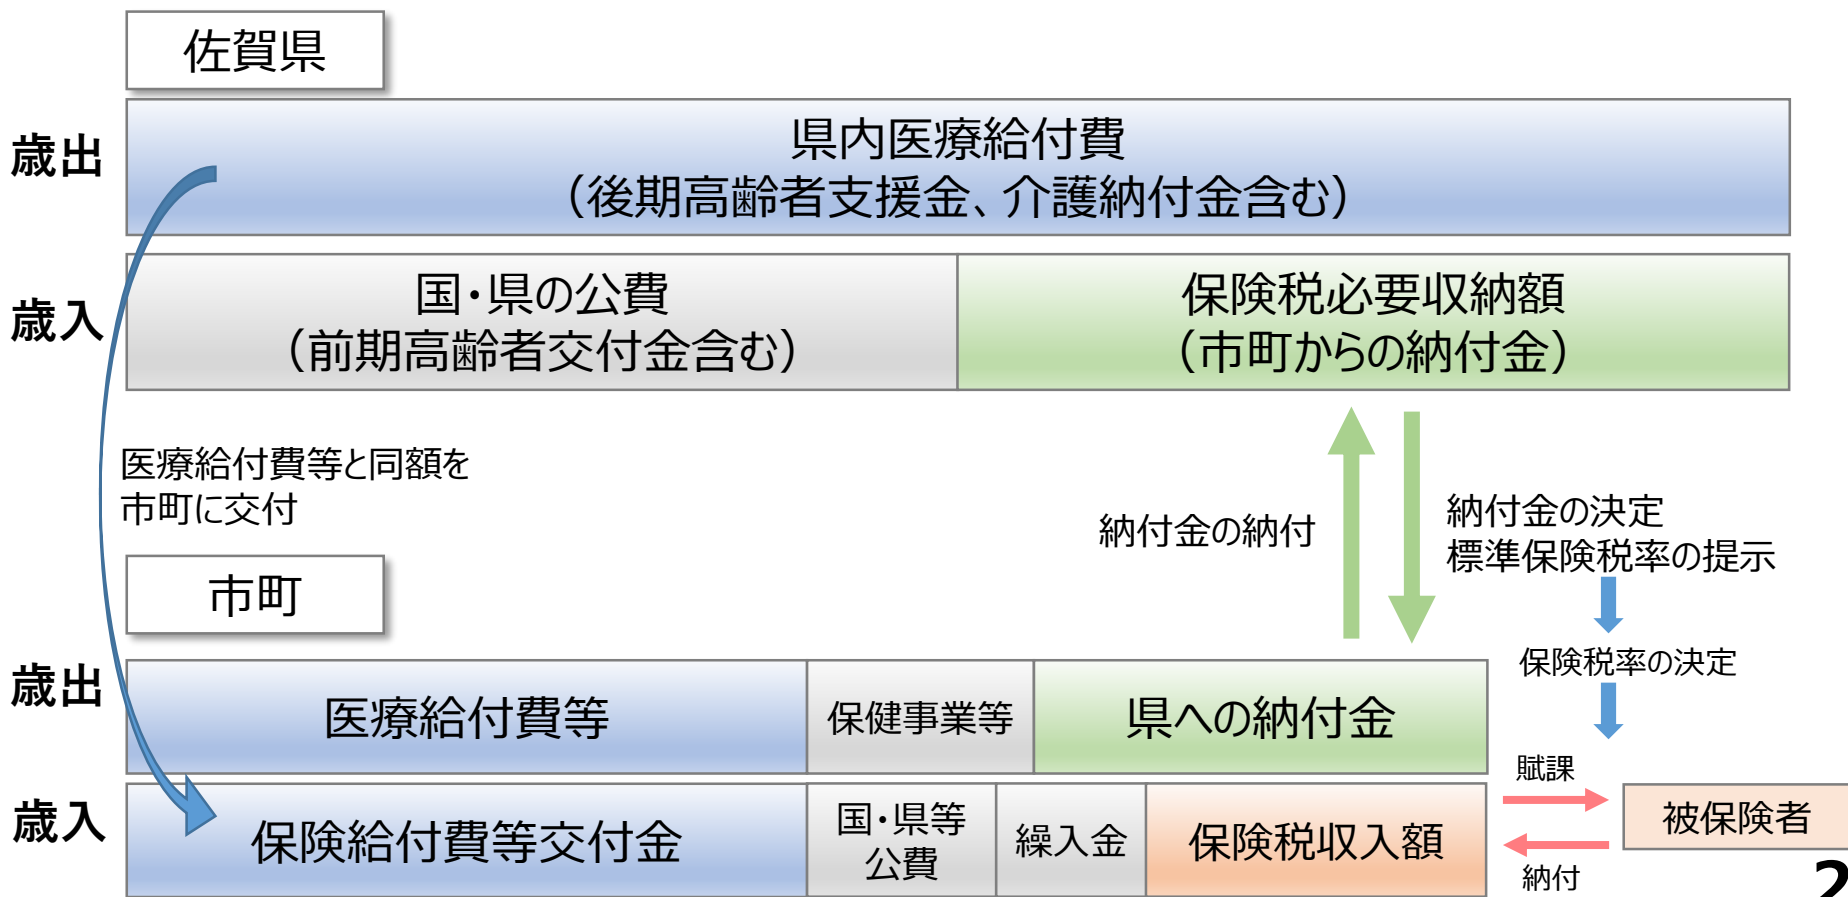 佐賀県
歳出
県内医療給付費
（後期高齢者支援金、介護納付金含む）
歳入
国・県の公費
（前期高齢者交付金含む）
保険税必要収納額
（市町からの納付金）
医療給付費等と同額を
市町に交付
納付金の納付
納付金の決定
標準保険税率の提示
市町
保険税率の決定
歳出
医療給付費等
保健事業等
県への納付金
歳入
保険給付費等交付金
国・県等
公費
繰入金
保険税収入額
賦課
納付
被保険者
2